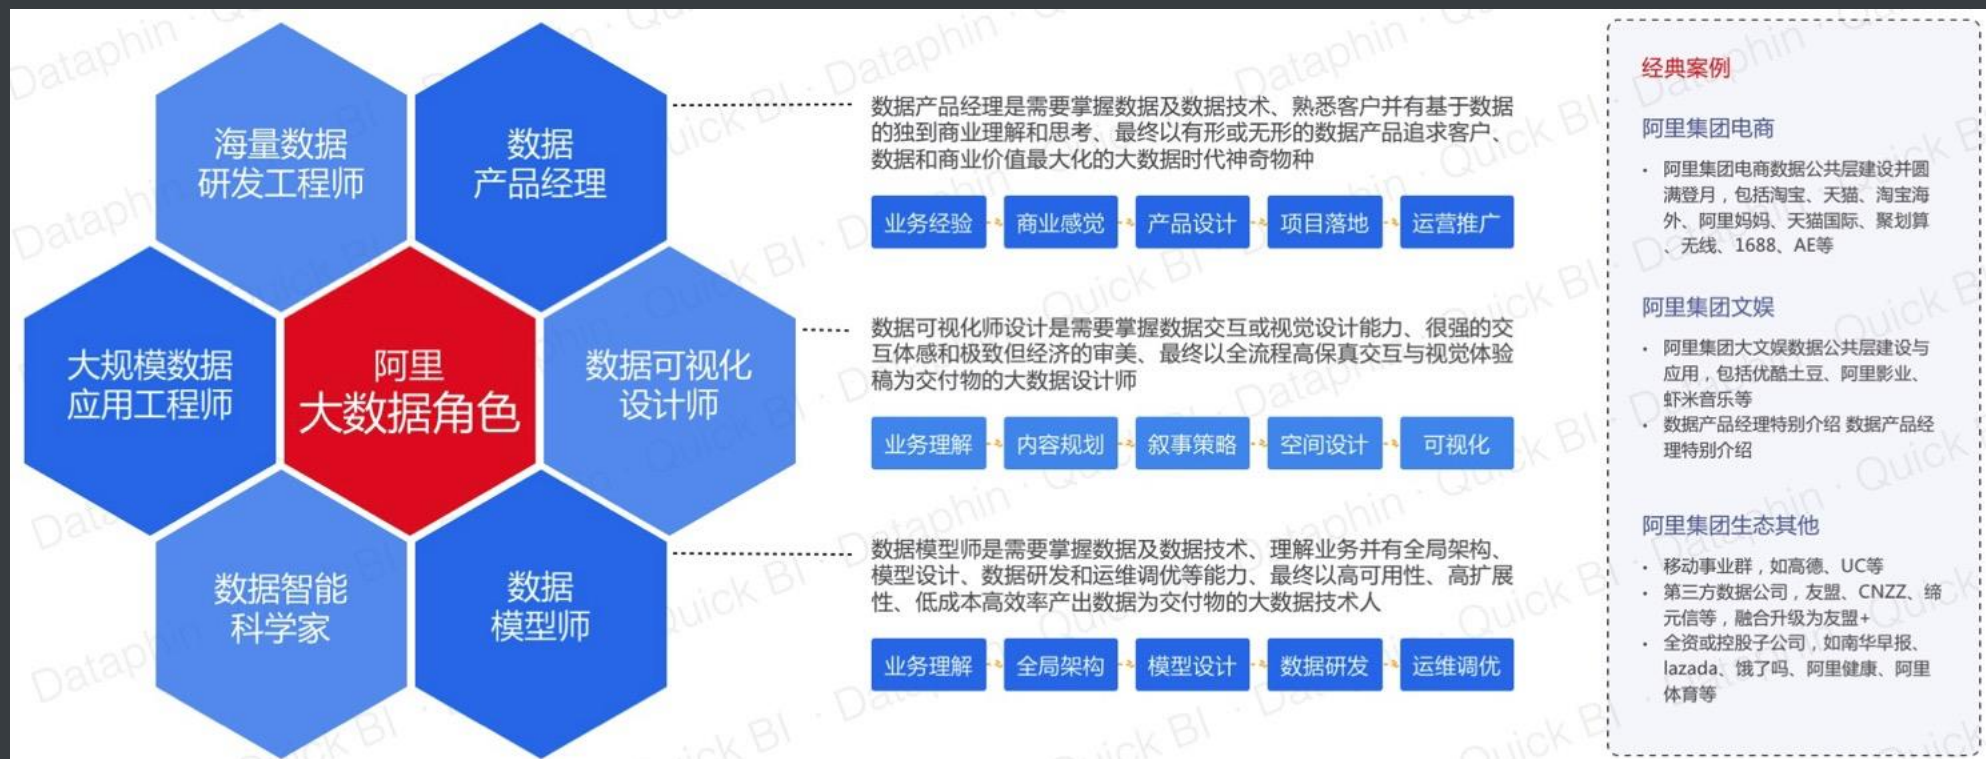 海量数据
研发工程师
数据
产品经理
大规模数据
应用工程师
阿里
大数据角色
数据可视化
设计师
数据智能
科学家
数据
模型师
数据产品经理是需要掌握数据及数据技术、熟悉客户并有基于数据
的独到商业理解和思考、最终以有形或无形的数据产品追求客户、
数据和商业价值最大化的大数据时代神奇物种
业务经验 商业感觉 产品设计 项目落地 运营推广
数据可视化师设计是需要掌握数据交互或视觉设计能力、很强的交
互体感和极致但经济的审美、最终以全流程高保真交互与视觉体验
稿为交付物的大数据设计师
业务理解 内容规划 叙事策略 空间设计 可视化
数据模型师是需要掌握数据及数据技术、理解业务并有全局架构、
模型设计、数据研发和运维调优等能力、最终以高可用性、高扩展
性、低成本高效率产出数据为交付物的大数据技术人
业务理解 全局架构 模型设计 数据研发 运维调优
经典案例
阿里集团电商
· 阿里集团电商数据公共层建设并圆
满登月，包括淘宝、天猫、淘宝海
外、阿里妈妈、天猫国际、聚划算
、无线、1688、AE等
阿里集团文娱
· 阿里集团大文娱数据公共层建设与
应用，包括优酷土豆、阿里影业、
虾米音乐等
· 数据产品经理特别介绍 数据产品经
理特别介绍
阿里集团生态其他
· 移动事业群，如高德、UC等
· 第三方数据公司，友盟、CNZZ、缔
元信等，融合升级为友盟+
· 全资或控股子公司，如南华早报、
lazada、饿了吗、阿里健康、阿里
体育等
Dataphin · Quick BI · Dataphin · Quick BI